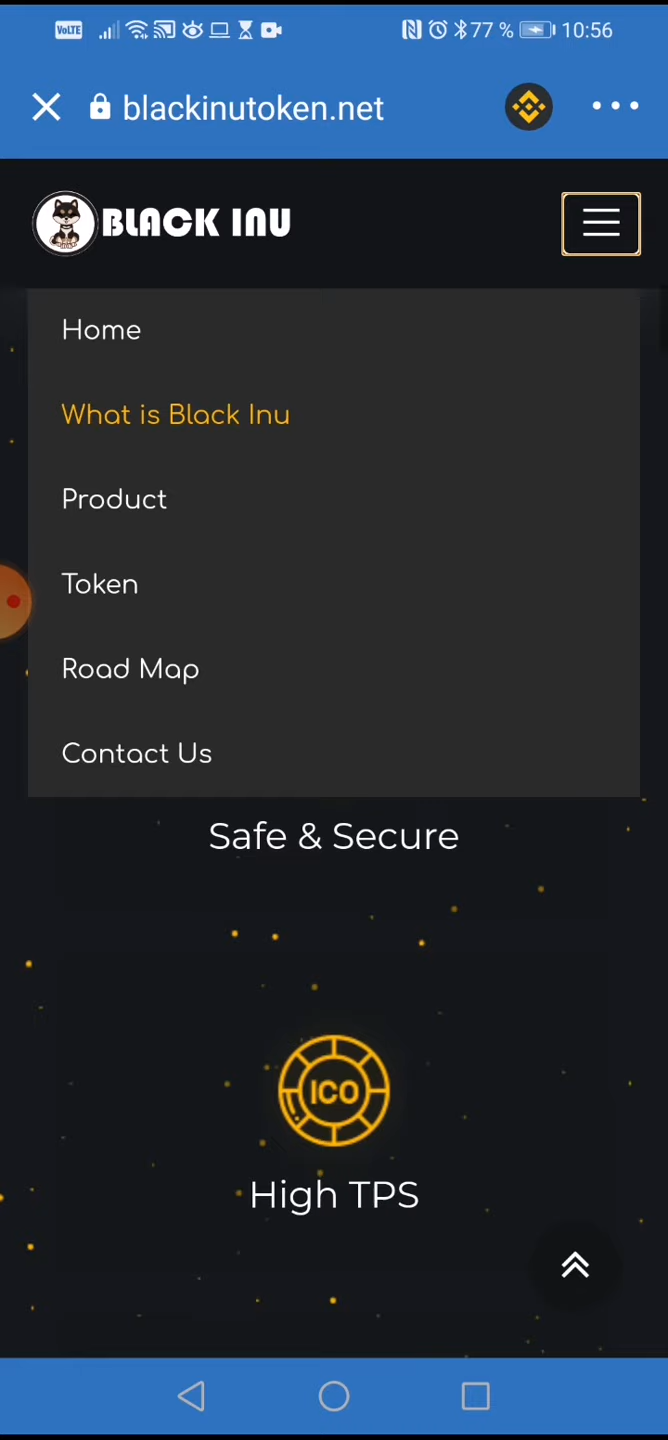 VoLTE 77 % 10:56
blackinutoken.net
BLACK INU
Home
What is Black Inu
Product
Token
Road Map
Contact Us
Safe & Secure
ICO
High TPS